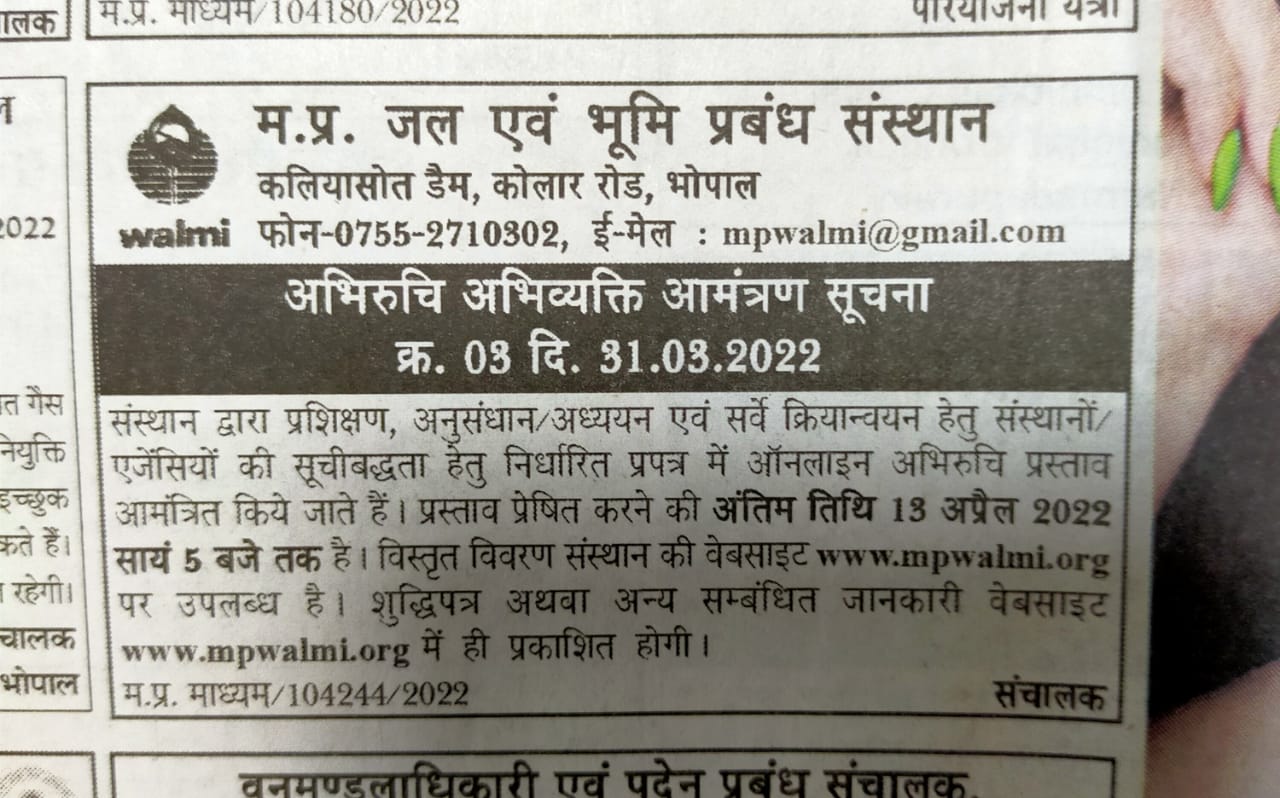 म.प्र. माध्यम/104180/2022
परियोजना यंत्री
म.प्र. जल एवं भूमि प्रबंध संस्थान
कलियासोत डैम, कोलार रोड, भोपाल
walmi फोन-0755-2710302, ई-मेल : mpwalmi@gmail.com
अभिरुचि अभिव्यक्ति आमंत्रण सूचना
क्र. 03 दि. 31.03.2022
संस्थान द्वारा प्रशिक्षण, अनुसंधान/अध्ययन एवं सर्वे क्रियान्वयन हेतु संस्थानों/
एजेंसियों की सूचीबद्धता हेतु निर्धारित प्रपत्र में ऑनलाइन अभिरुचि प्रस्ताव
आमंत्रित किये जाते हैं। प्रस्ताव प्रेषित करने की अंतिम तिथि 13 अप्रैल 2022
सायं 5 बजे तक है। विस्तृत विवरण संस्थान की वेबसाइट www.mpwalmi.org
पर उपलब्ध है। शुद्धिपत्र अथवा अन्य सम्बंधित जानकारी वेबसाइट
www.mpwalmi.org में ही प्रकाशित होगी।
म.प्र. माध्यम/104244/2022
संचालक
वनमण्डलाधिकारी एवं पदेन प्रबंध संचालक,
2022
गैस
नियुक्ति
इच्छुक
हैं।
रहेगी।
चालक
भोपाल